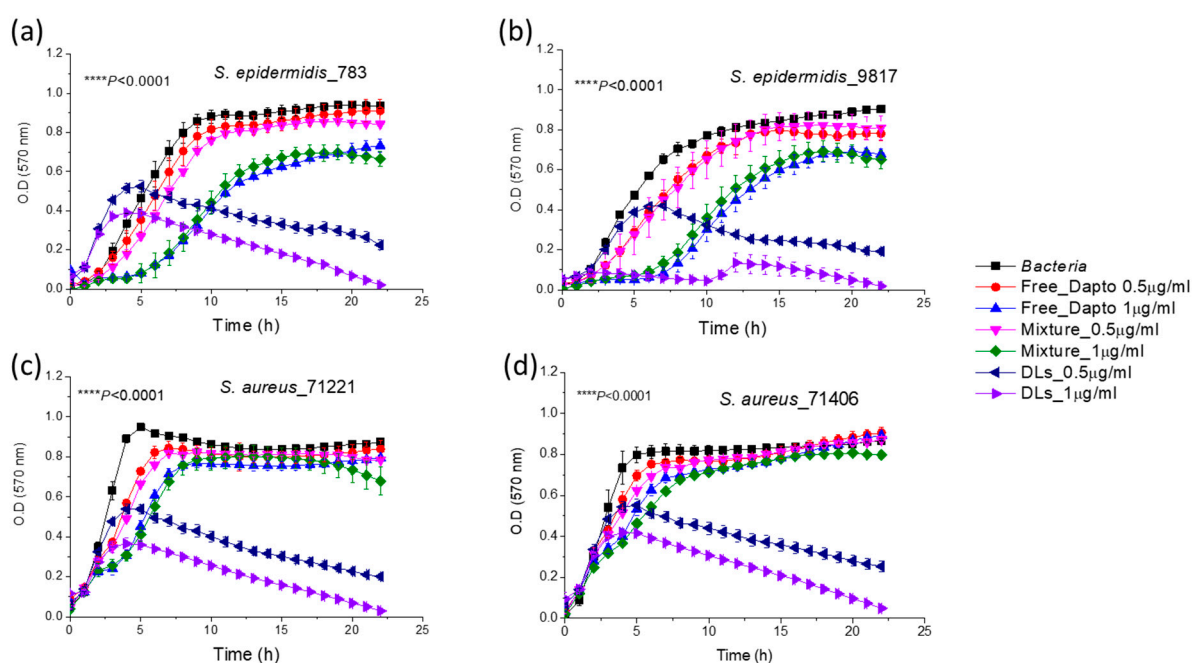 (a)
****P<0.0001
S. epidermidis_783
O.D (570 nm)
1.2
1.0
0.8
0.6
0.4
0.2
0.0
0 5 10 15 20 25
Time (h)
(b)
****P<0.0001
S. epidermidis_9817
O.D (570 nm)
1.2
1.0
0.8
0.6
0.4
0.2
0.0
0 5 10 15 20 25
Time (h)
(c)
****P<0.0001
S. aureus_71221
O.D (570 nm)
1.2
1.0
0.8
0.6
0.4
0.2
0.0
0 5 10 15 20 25
Time (h)
(d)
****P<0.0001
S. aureus_71406
O.D (570 nm)
1.2
1.0
0.8
0.6
0.4
0.2
0.0
0 5 10 15 20 25
Time (h)
Bacteria
Free_Dapto 0.5μg/ml
Free_Dapto 1μg/ml
Mixture_0.5μg/ml
Mixture_1μg/ml
DLs_0.5μg/ml
DLs_1μg/ml